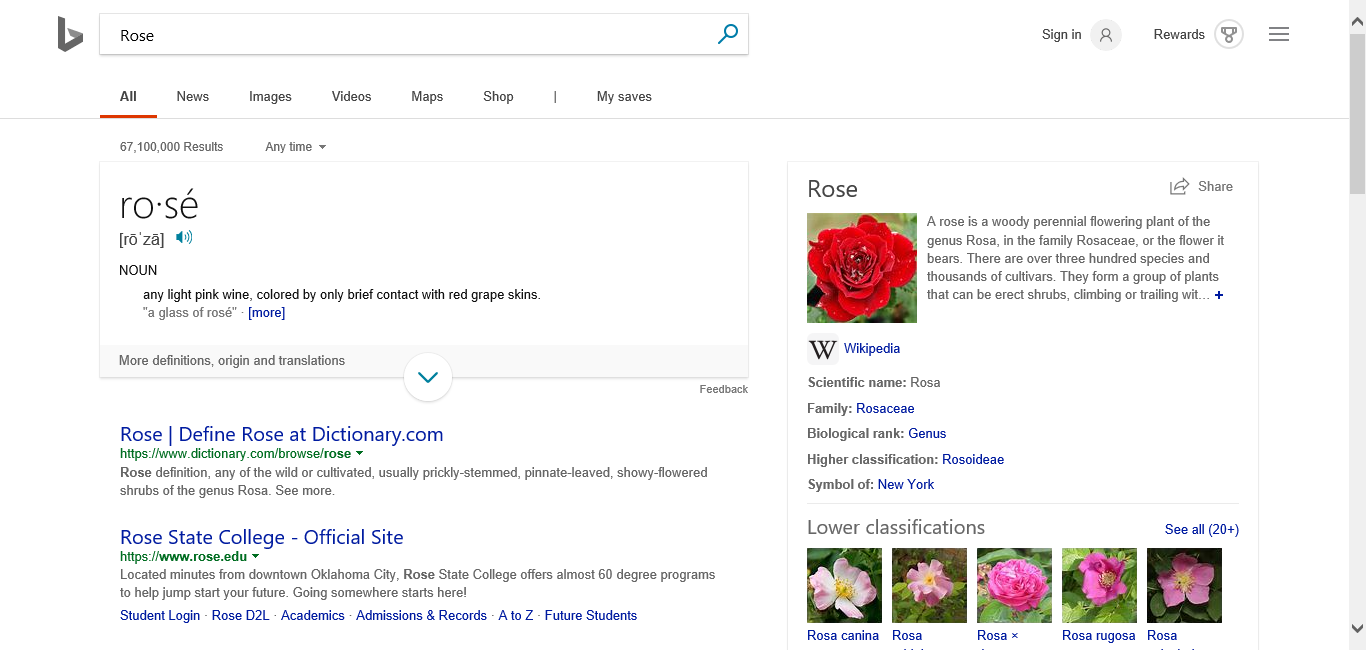 Rose
Sign in
Rewards
All
News
Images
Videos
Maps
Shop
|
My saves
67,100,000 Results
Any time
ro·sé
[rōˈzā]
NOUN
any light pink wine, colored by only brief contact with red grape skins.
"a glass of rosé" · [more]
More definitions, origin and translations
Feedback
Rose | Define Rose at Dictionary.com
https://www.dictionary.com/browse/rose
Rose definition, any of the wild or cultivated, usually prickly-stemmed, pinnate-leaved, showy-flowered
shrubs of the genus Rosa. See more.
Rose State College - Official Site
https://www.rose.edu
Located minutes from downtown Oklahoma City, Rose State College offers almost 60 degree programs
to help jump start your future. Going somewhere starts here!
Student Login · Rose D2L · Academics · Admissions & Records · A to Z · Future Students
Rose
Share
A rose is a woody perennial flowering plant of the
genus Rosa, in the family Rosaceae, or the flower it
bears. There are over three hundred species and
thousands of cultivars. They form a group of plants
that can be erect shrubs, climbing or trailing wit... +
W Wikipedia
Scientific name: Rosa
Family: Rosaceae
Biological rank: Genus
Higher classification: Rosoideae
Symbol of: New York
Lower classifications
See all (20+)
Rosa canina
Rosa
Rosa ×
Rosa rugosa
Rosa